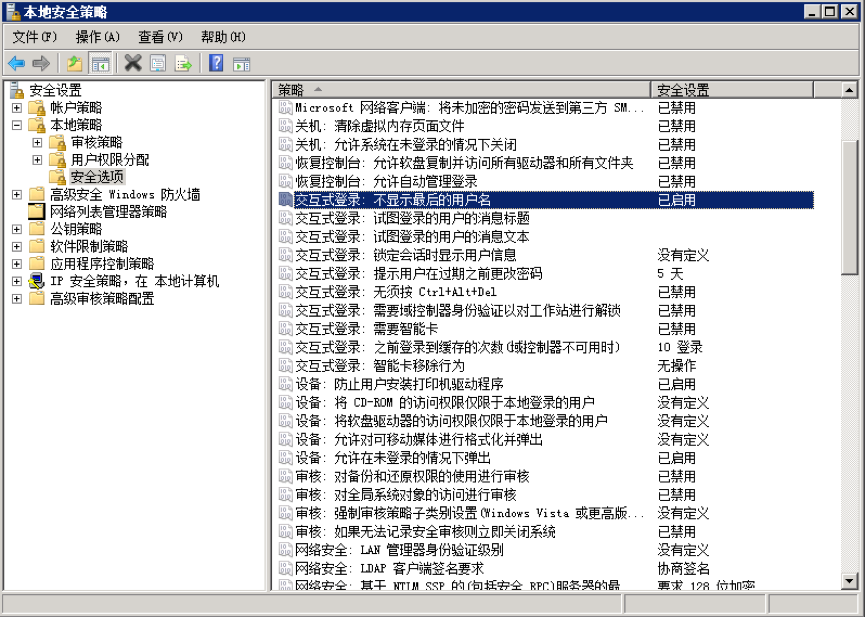 本地安全策略
文件(F) 操作(A) 查看(V) 帮助(H)
安全设置
帐户策略
本地策略
审核策略
用户权限分配
安全选项
高级安全 Windows 防火墙
网络列表管理器策略
公钥策略
软件限制策略
应用程序控制策略
IP 安全策略，在 本地计算机
高级审核策略配置
策略 安全设置
Microsoft 网络客户端: 将未加密的密码发送到第三方 SM... 已禁用
关机: 清除虚拟内存页面文件 已禁用
关机: 允许系统在未登录的情况下关闭 已禁用
恢复控制台: 允许软盘复制并访问所有驱动器和所有文件夹 已禁用
恢复控制台: 允许自动管理登录 已禁用
交互式登录: 不显示最后的用户名 已启用
交互式登录: 试图登录的用户的消息标题
交互式登录: 试图登录的用户的消息文本
交互式登录: 锁定会话时显示用户信息 没有定义
交互式登录: 提示用户在过期之前更改密码 5 天
交互式登录: 无须按 Ctrl+Alt+Del 已禁用
交互式登录: 需要域控制器身份验证以对工作站进行解锁 已禁用
交互式登录: 需要智能卡 已禁用
交互式登录: 之前登录到缓存的次数(域控制器不可用时) 10 登录
交互式登录: 智能卡移除行为 无操作
设备: 防止用户安装打印机驱动程序 已启用
设备: 将 CD-ROM 的访问权限仅限于本地登录的用户 没有定义
设备: 将软盘驱动器的访问权限仅限于本地登录的用户 没有定义
设备: 允许对可移动媒体进行格式化并弹出 没有定义
设备: 允许在未登录的情况下弹出 已启用
审核: 对备份和还原权限的使用进行审核 已禁用
审核: 对全局系统对象的访问进行审核 已禁用
审核: 强制审核策略子类别设置(Windows Vista 或更高版... 没有定义
审核: 如果无法记录安全审核则立即关闭系统 已禁用
网络安全: LAN 管理器身份验证级别 没有定义
网络安全: LDAP 客户端签名要求 协商签名
网络安全: 基于 NTLM SSP 的(包括安全 RPC)服务器的最 要求 128 位加密